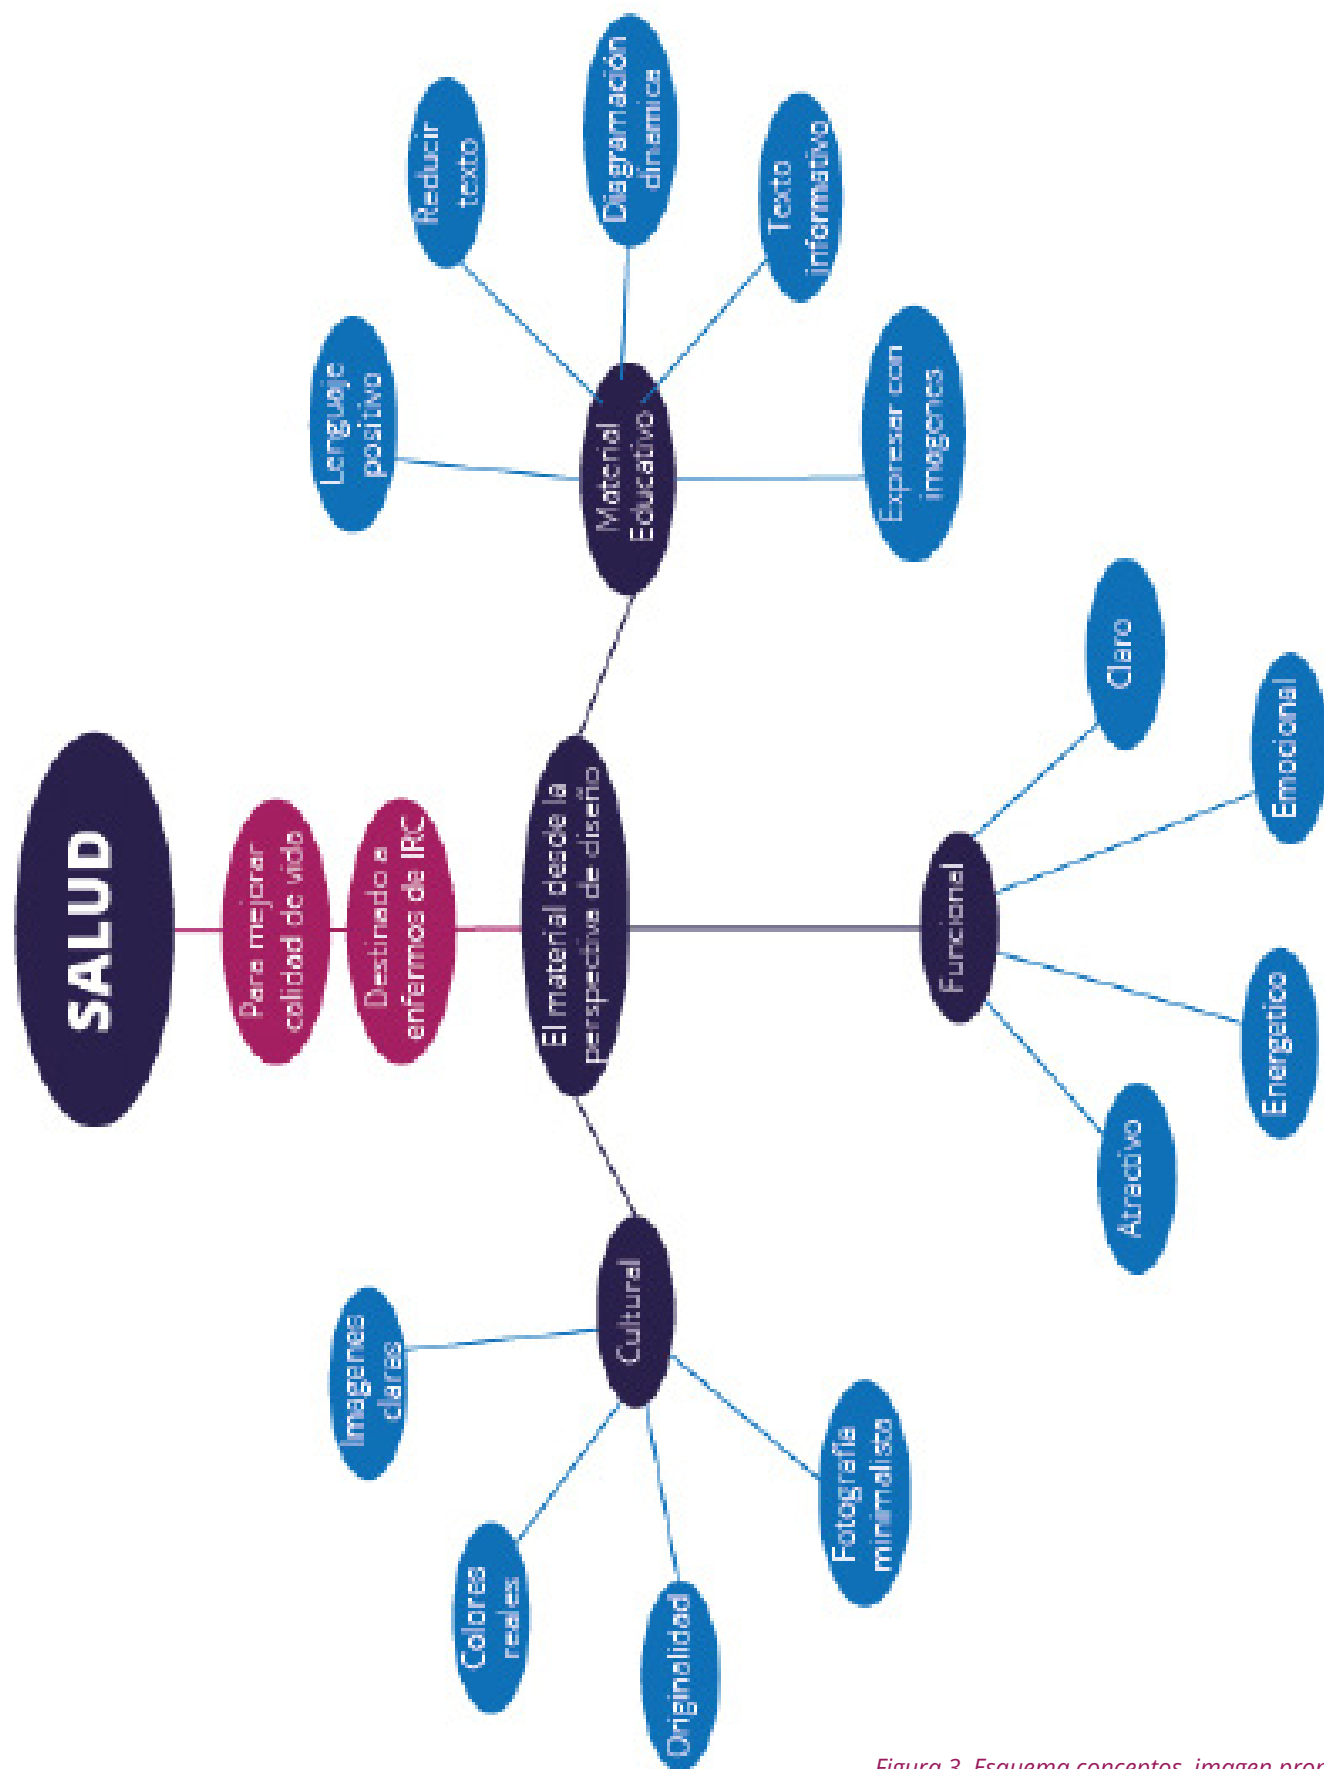 SALUD
Para mejorar
calidad de vida
Destinado a
enfermos de IRC
El material desde la
perspectiva de diseño
Cultural
Imagenes
claras
Colores
reales
Originalidad
Fotografía
minimalista
Funcional
Atractivo
Energetico
Emocional
Claro
Material
Educativo
Lenguaje
positivo
Reducir
texto
Diagramación
dinamica
Texto
informativo
Expresar con
imagenes
Figura 3. Esquema conceptos, imagen